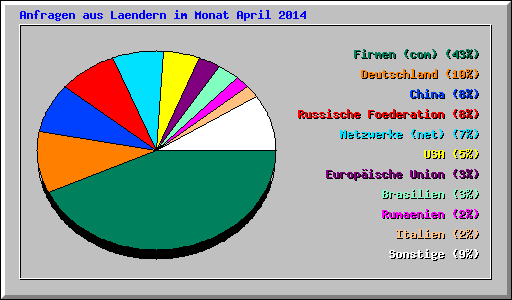 Anfragen aus Laendern im Monat April 2014
Firmen (com) (43%)
Deutschland (10%)
China (8%)
Russische Foederation (8%)
Netzwerke (net) (7%)
USA (5%)
Europäische Union (3%)
Brasilien (3%)
Rumaenien (2%)
Italien (2%)
Sonstige (9%)